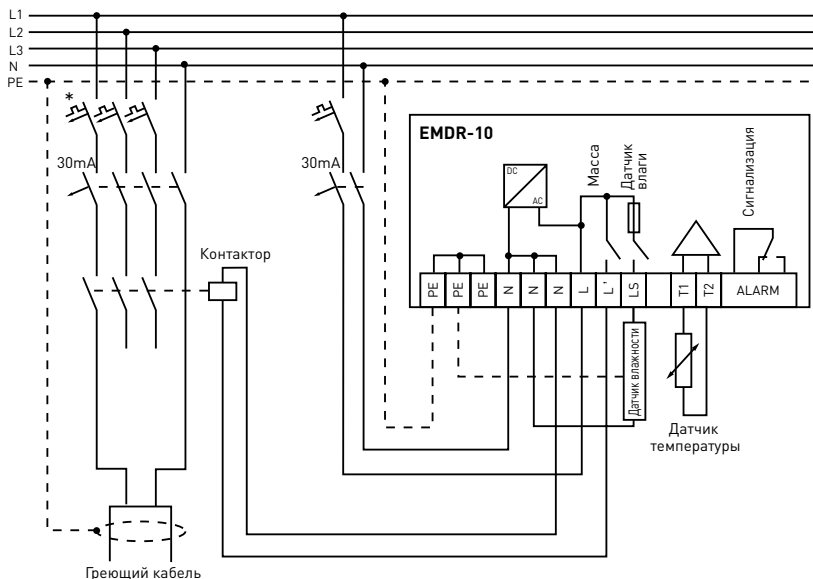 L1
L2
L3
N
PE
*
30mA
30mA
Контактор
Греющий кабель
EMDR-10
DC
AC
Масса
Датчик
влаги
Сигнализация
PE
PE
PE
N
N
N
L
L'
LS
T1
T2
ALARM
Датчик влажности
Датчик
температуры